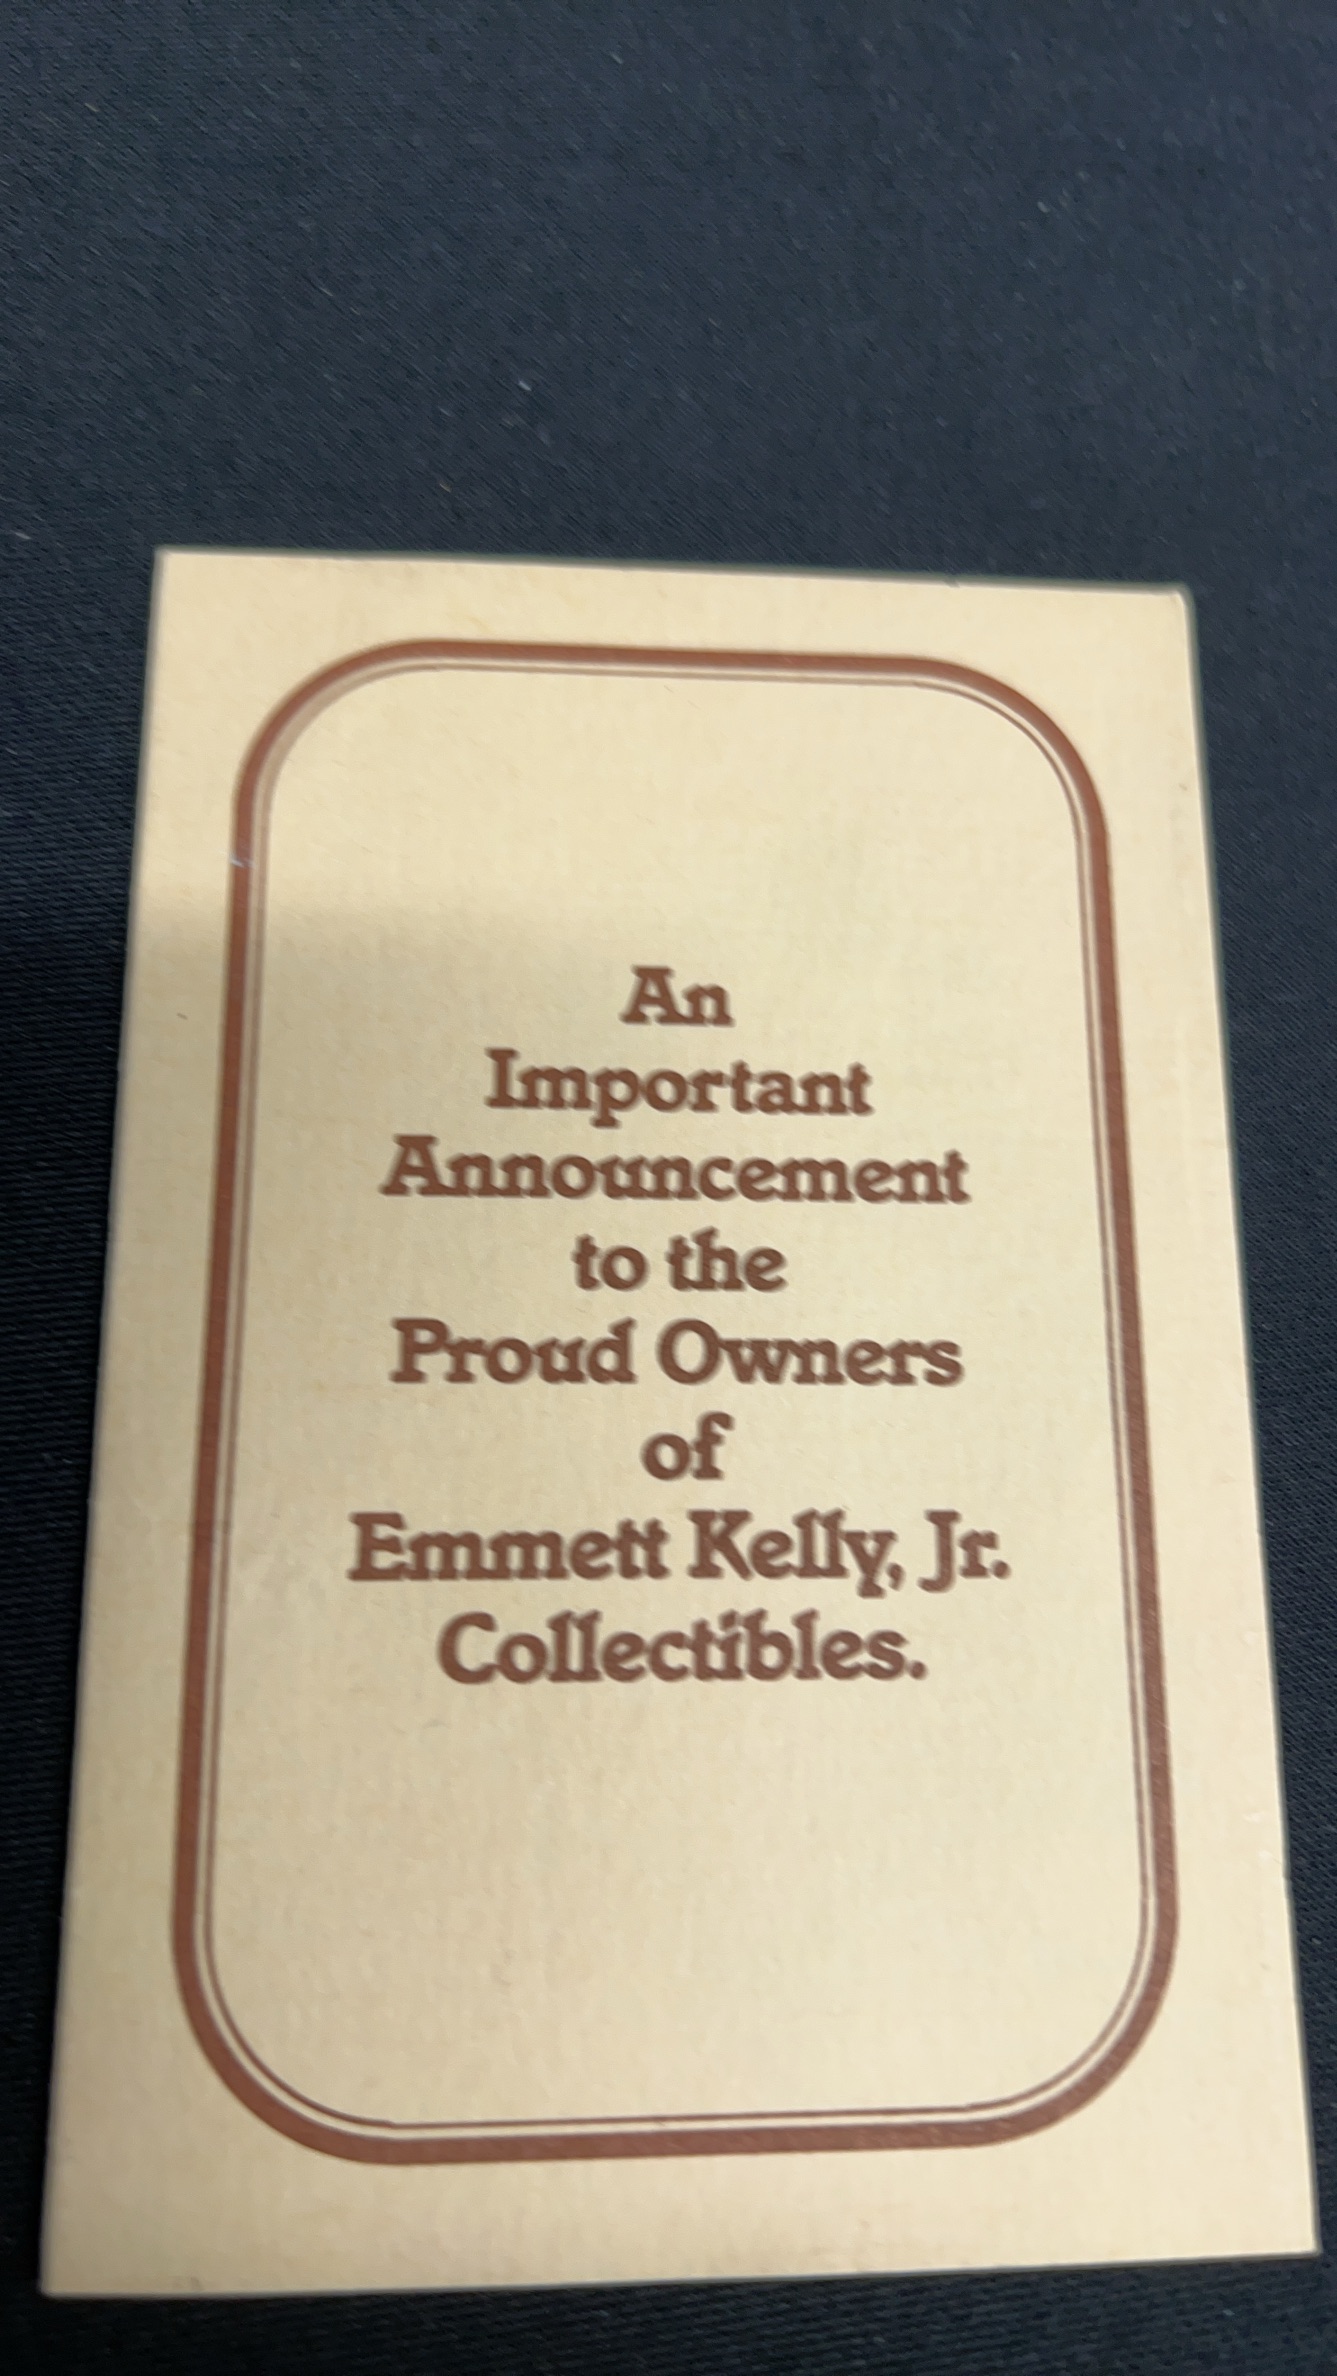 An
Important
Announcement
to the
Proud Owners
of
Emmett Kelly, Jr.
Collectibles.